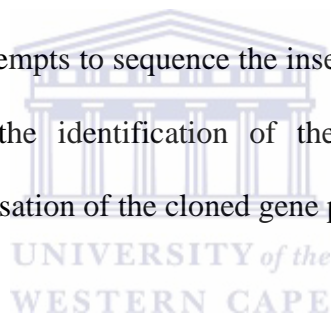 empts to sequence the inse
the identification of the
sation of the cloned gene p
UNIVERSITY of the
WESTERN CAPE